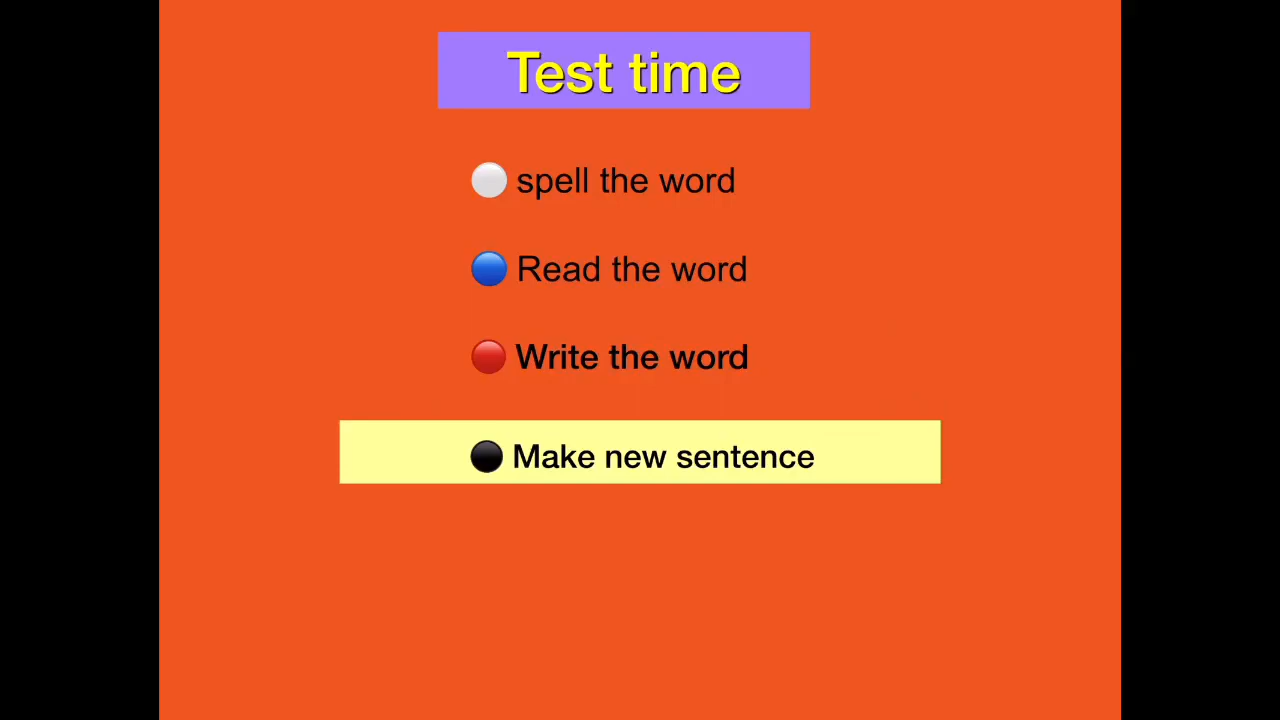 Test time
spell the word
Read the word
Write the word
Make new sentence